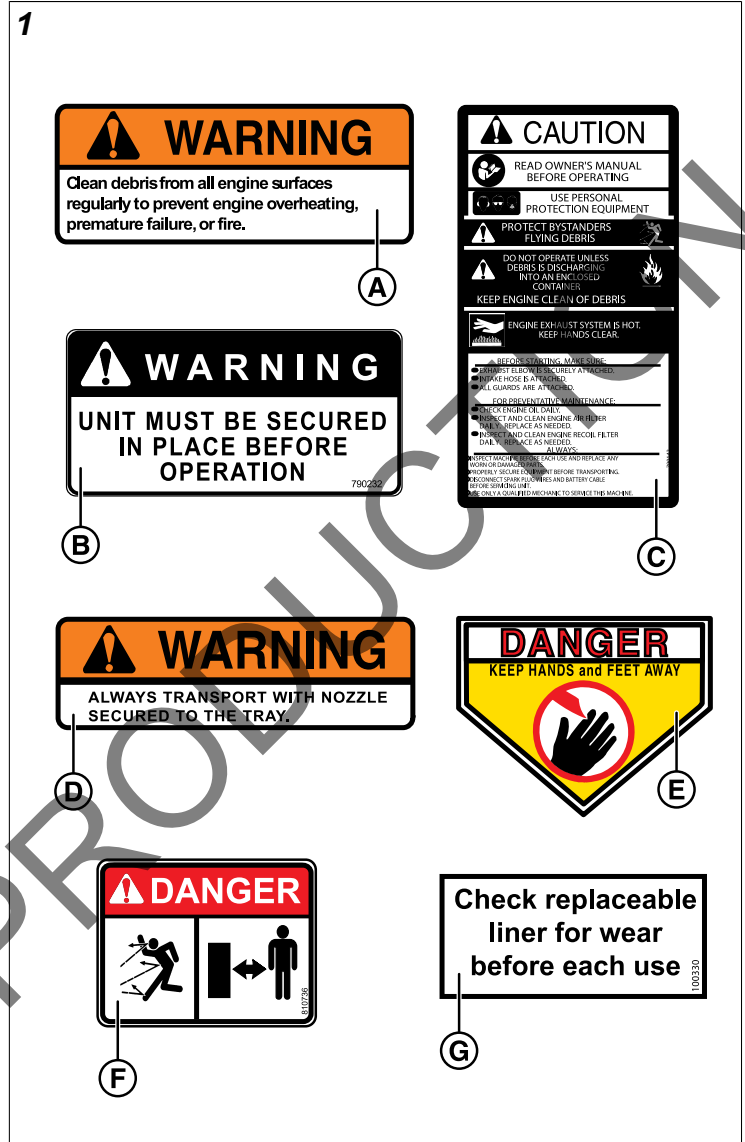 1
WARNING
Clean debris from all engine surfaces
regularly to prevent engine overheating,
premature failure, or fire.
A
WARNING
UNIT MUST BE SECURED
IN PLACE BEFORE
OPERATION
790232
B
CAUTION
READ OWNER'S MANUAL
BEFORE OPERATING
USE PERSONAL
PROTECTION EQUIPMENT
PROTECT BYSTANDERS
FLYING DEBRIS
DO NOT OPERATE UNLESS
DEBRIS IS DISCHARGING
INTO AN ENCLOSED
CONTAINER
KEEP ENGINE CLEAN OF DEBRIS
ENGINE EXHAUST SYSTEM IS HOT.
KEEP HANDS CLEAR.
BEFORE STARTING, MAKE SURE:
EXHAUST ELBOW IS SECURELY ATTACHED.
INTAKE HOSE IS ATTACHED.
ALL GUARDS ARE ATTACHED.
FOR PREVENTATIVE MAINTENANCE:
CHECK ENGINE OIL DAILY.
INSPECT AND CLEAN ENGINE AIR FILTER
DAILY. REPLACE AS NEEDED.
INSPECT AND CLEAN ENGINE RECOIL FILTER
DAILY. REPLACE AS NEEDED.
ALWAYS:
INSPECT MACHINE BEFORE EACH USE AND REPLACE ANY
WORN OR DAMAGED PARTS.
PROPERLY SECURE EQUIPMENT BEFORE TRANSPORTING.
DISCONNECT SPARK PLUG WIRES AND BATTERY CABLE
BEFORE SERVICING UNIT.
USE ONLY A QUALIFIED MECHANIC TO SERVICE THIS MACHINE.
C
WARNING
ALWAYS TRANSPORT WITH NOZZLE
SECURED TO THE TRAY.
D
DANGER
KEEP HANDS and FEET AWAY
E
DANGER
810736
F
Check replaceable
liner for wear
before each use
100330
G
PRODUCTION